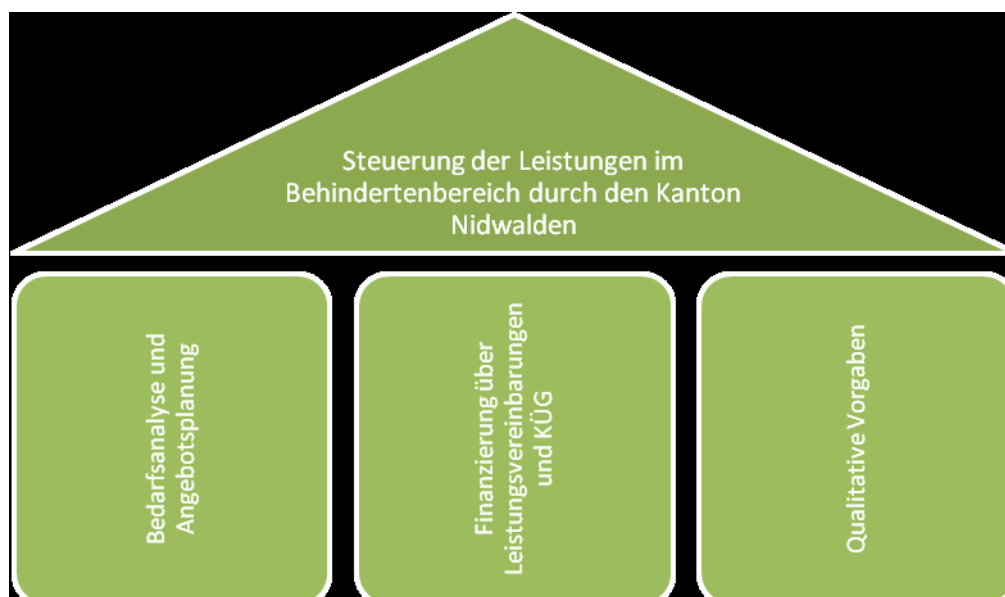 Steuerung der Leistungen im
Behindertenbereich durch den Kanton
Nidwalden
Bedarfsanalyse und
Angebotsplanung
Finanzierung über
Leistungsvereinbarungen
und KÜG
Qualitative Vorgaben